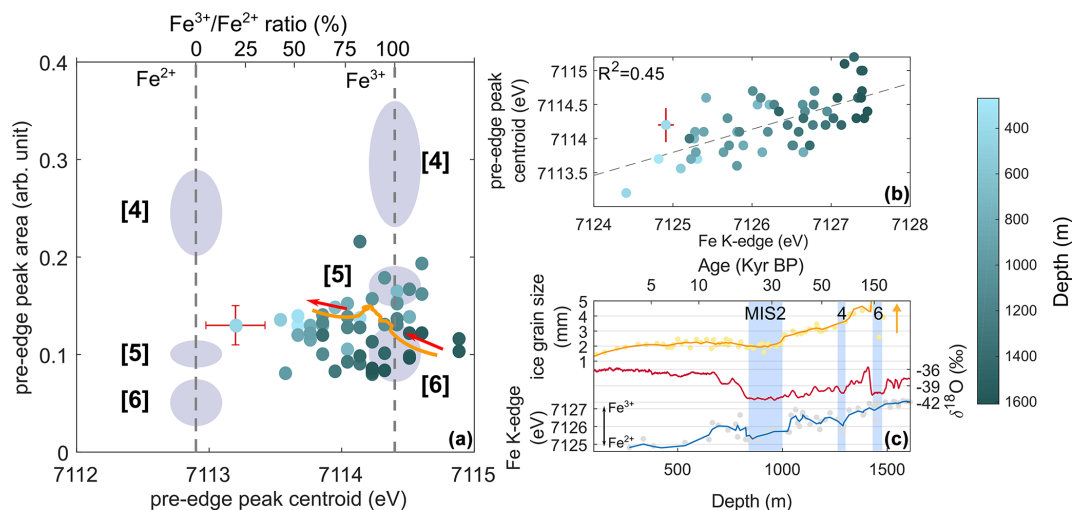 Fe3+/Fe2+ ratio (%)
0 25 50 75 100
0.4
0.3
0.2
0.1
0
pre-edge peak area (arb. unit)
Fe2+
Fe3+
[4]
[4]
[5]
[5]
[6]
[6]
(a)
7112 7113 7114 7115
pre-edge peak centroid (eV)
R2=0.45
7115
7114.5
7114
7113.5
pre-edge peak
centroid (eV)
(b)
7124 7125 7126 7127 7128
Fe K-edge (eV)
Age (Kyr BP)
5 10 30 50 150
5
4
3
2
1
ice grain size
(mm)
MIS2 4 6
-36
-39
-42
δ18O (‰)
7127
7126
7125
Fe K-edge
(eV)
Fe3+
Fe2+
(c)
500 1000 1500
Depth (m)
400
600
800
1000
1200
1400
1600
Depth (m)